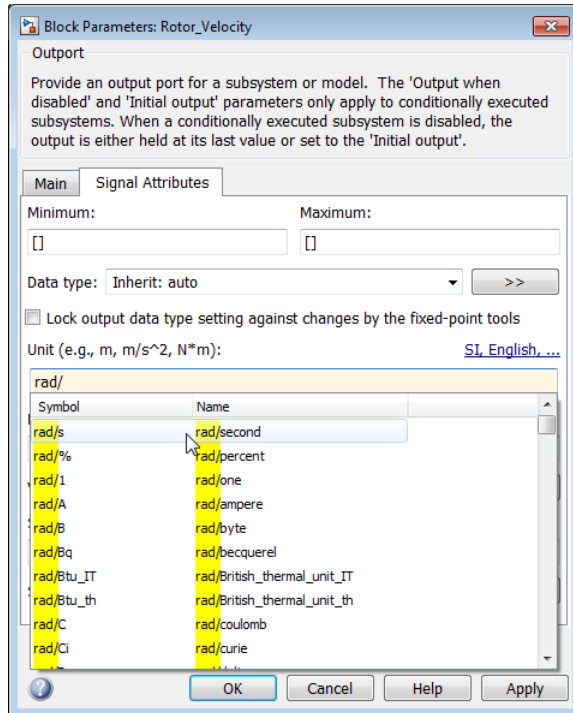 Block Parameters: Rotor_Velocity
Outport
Provide an output port for a subsystem or model. The 'Output when
disabled' and 'Initial output' parameters only apply to conditionally executed
subsystems. When a conditionally executed subsystem is disabled, the
output is either held at its last value or set to the 'Initial output'.
Main Signal Attributes
Minimum: Maximum:
[] []
Data type: Inherit: auto >>
Lock output data type setting against changes by the fixed-point tools
Unit (e.g., m, m/s^2, N*m): SI, English, ...
rad/
Symbol Name
rad/s rad/second
rad/% rad/percent
rad/1 rad/one
rad/A rad/ampere
rad/B rad/byte
rad/Bq rad/becquerel
rad/Btu_IT rad/British_thermal_unit_IT
rad/Btu_th rad/British_thermal_unit_th
rad/C rad/coulomb
rad/Ci rad/curie
? OK Cancel Help Apply